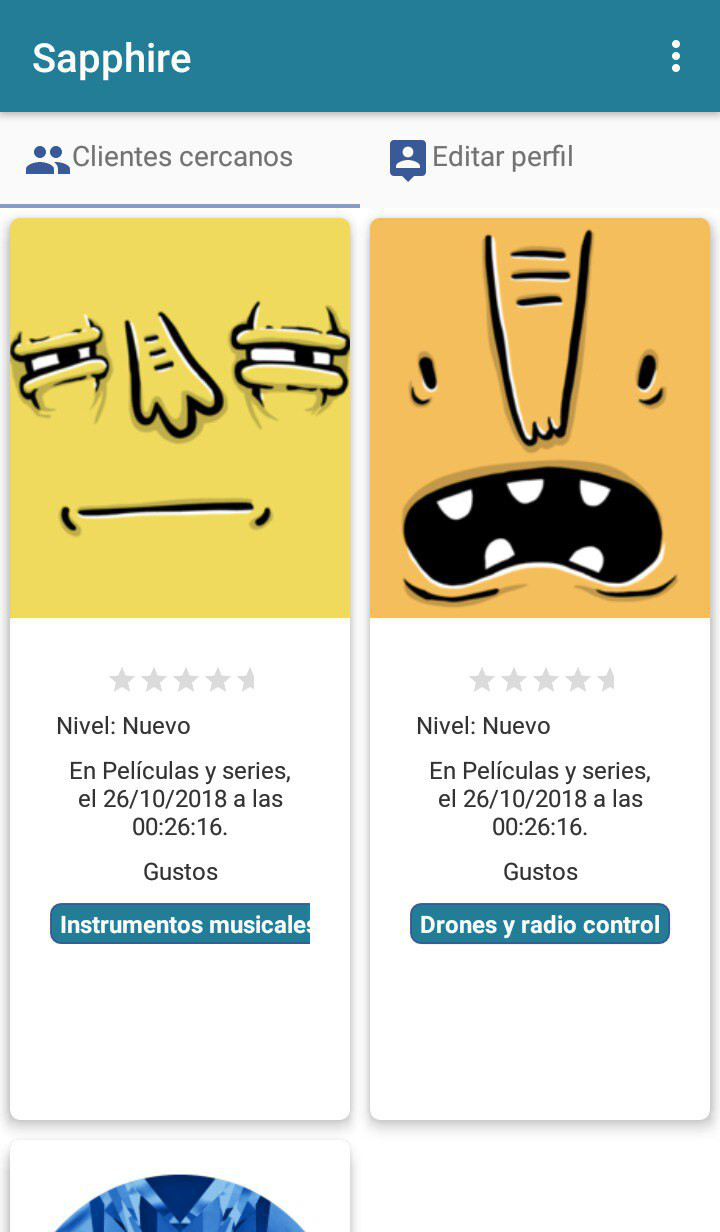 Sapphire
Clientes cercanos
Editar perfil
Nivel: Nuevo
En Películas y series,
el 26/10/2018 a las
00:26:16.
Gustos
Instrumentos musicales
Nivel: Nuevo
En Películas y series,
el 26/10/2018 a las
00:26:16.
Gustos
Drones y radio control